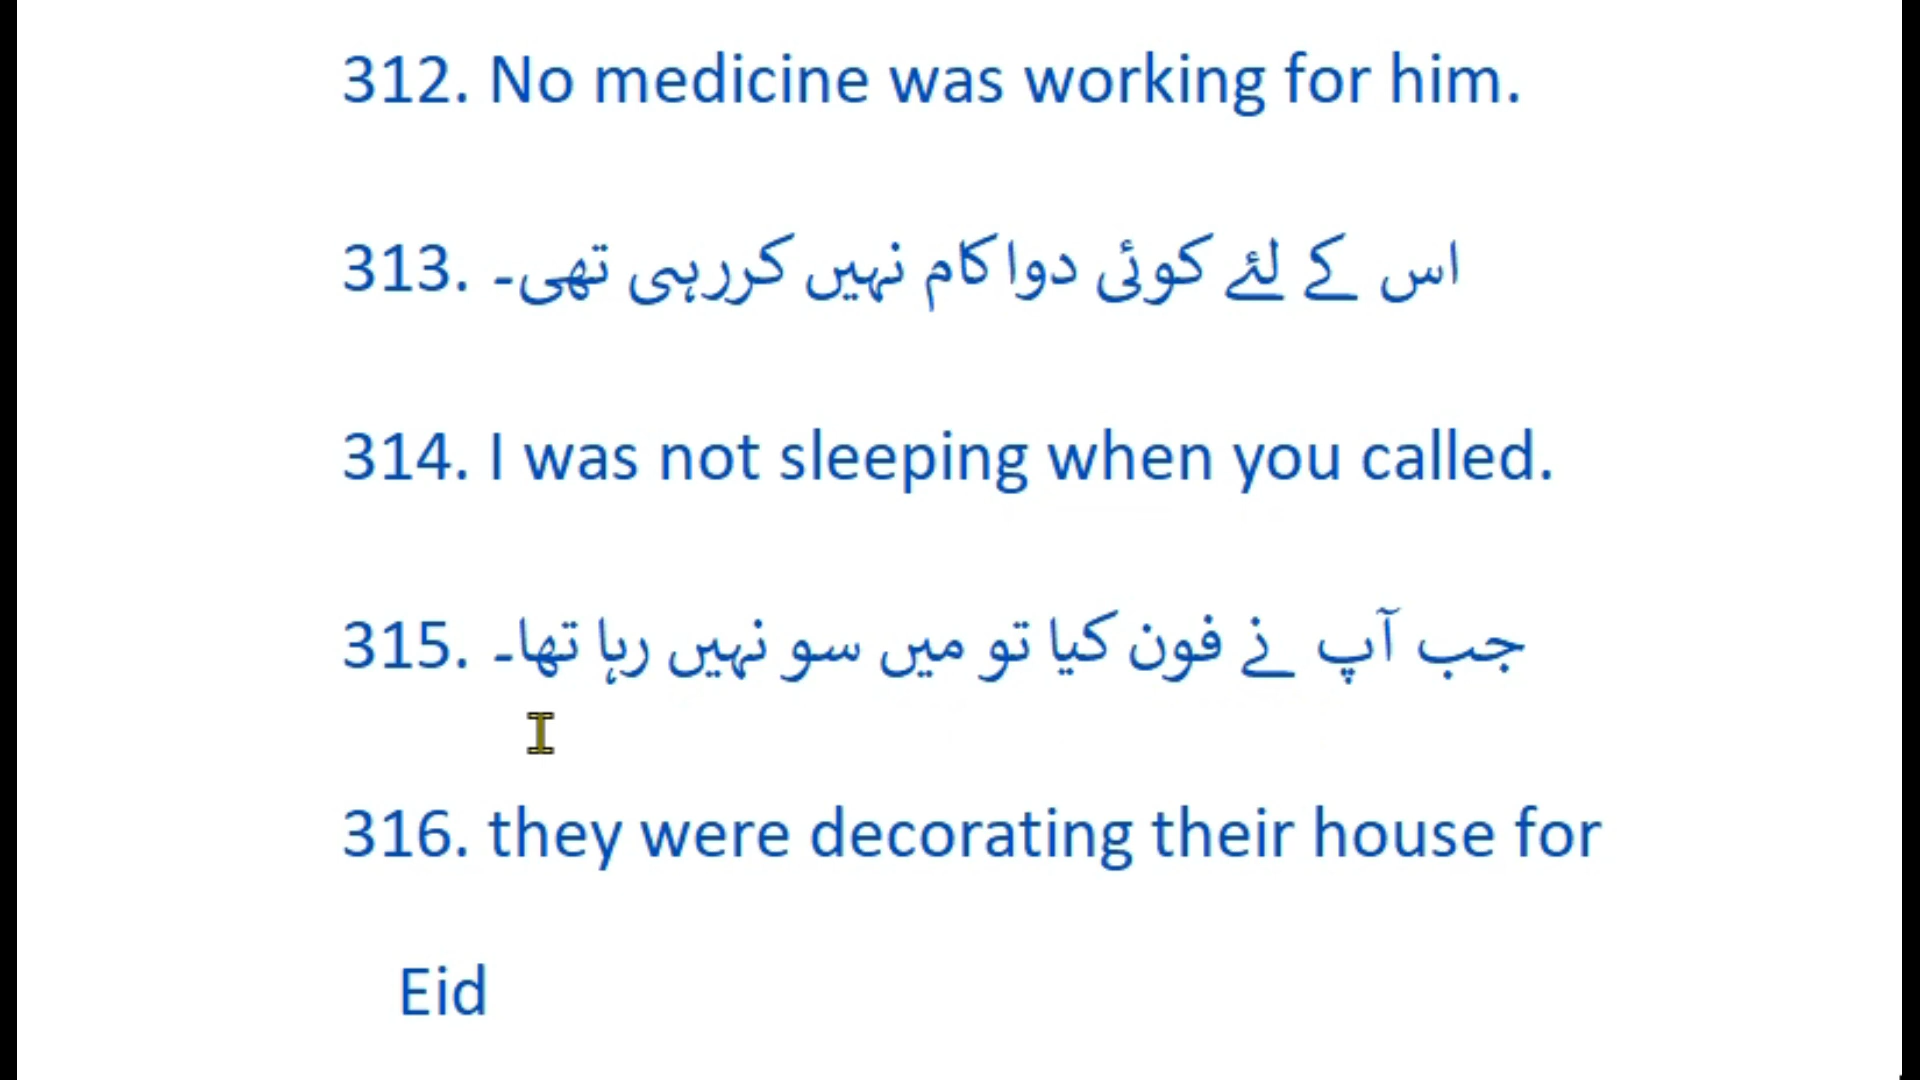 312. No medicine was working for him.
313. اس کے لئے کوئی دوا کام نہیں کررہی تھی۔
314. I was not sleeping when you called.
315. جب آپ نے فون کیا تو میں سو نہیں رہا تھا۔
316. they were decorating their house for
Eid